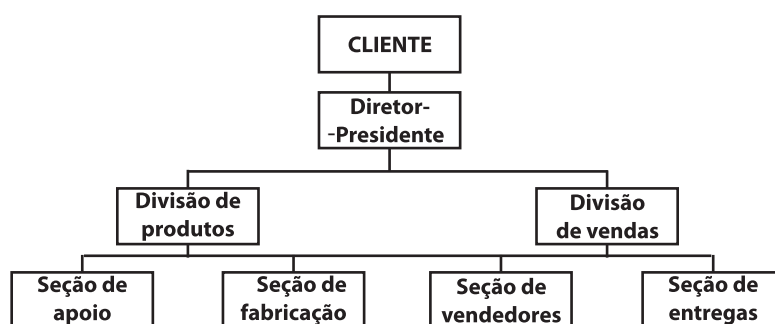 CLIENTE
Diretor-
-Presidente
Divisão de
produtos
Divisão
de vendas
Seção de
apoio
Seção de
fabricação
Seção de
vendedores
Seção de
entregas